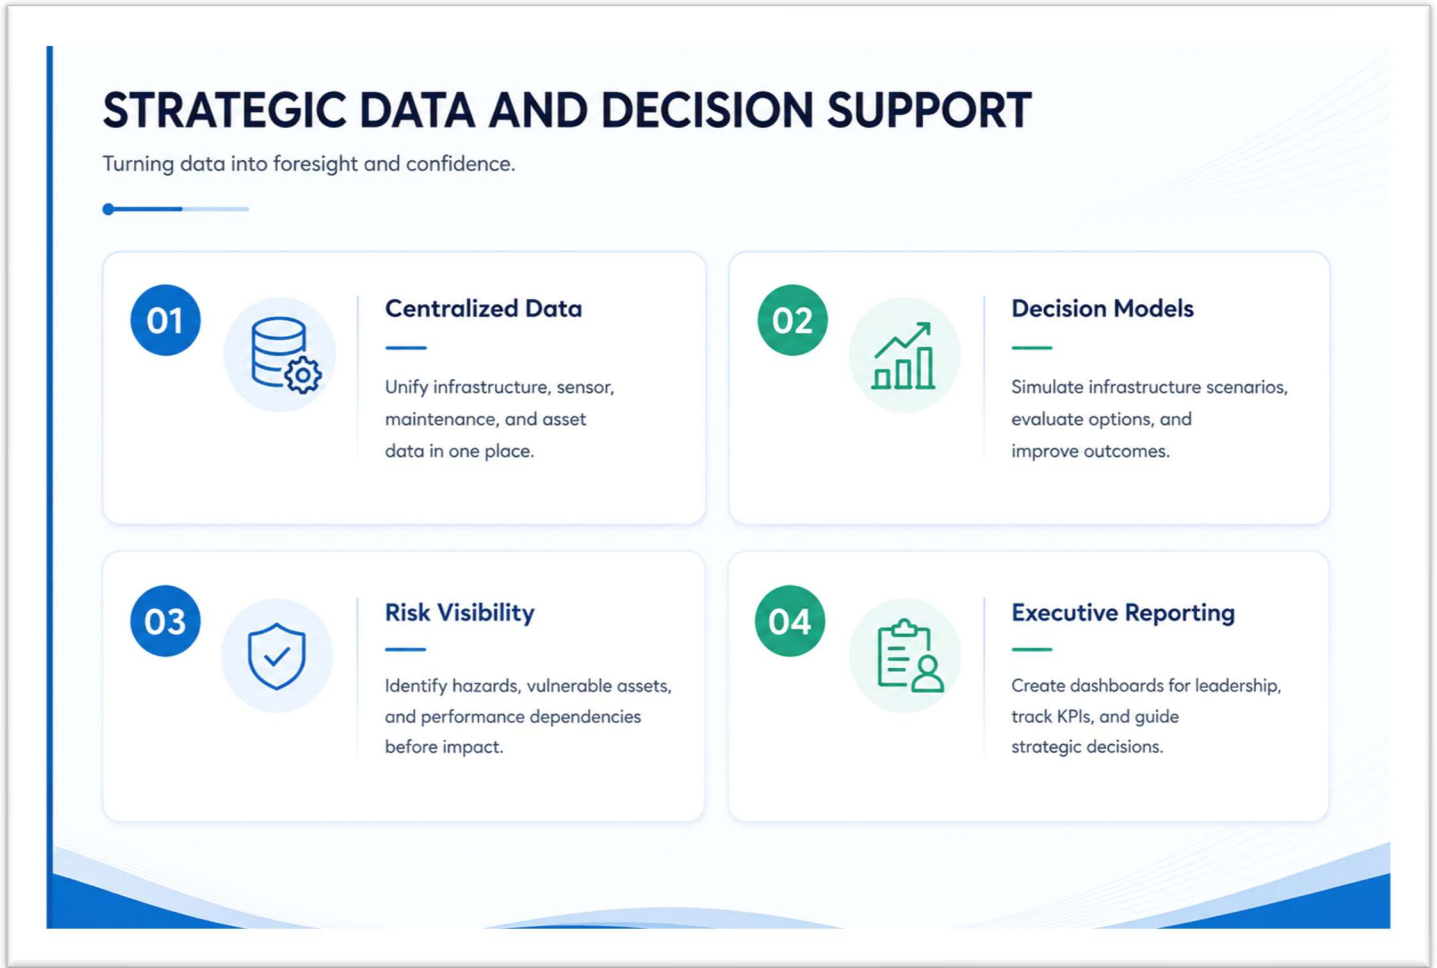 STRATEGIC DATA AND DECISION SUPPORT
Turning data into foresight and confidence.
01
Centralized Data
Unify infrastructure, sensor,
maintenance, and asset
data in one place.
02
Decision Models
Simulate infrastructure scenarios,
evaluate options, and
improve outcomes.
03
Risk Visibility
Identify hazards, vulnerable assets,
and performance dependencies
before impact.
04
Executive Reporting
Create dashboards for leadership,
track KPIs, and guide
strategic decisions.